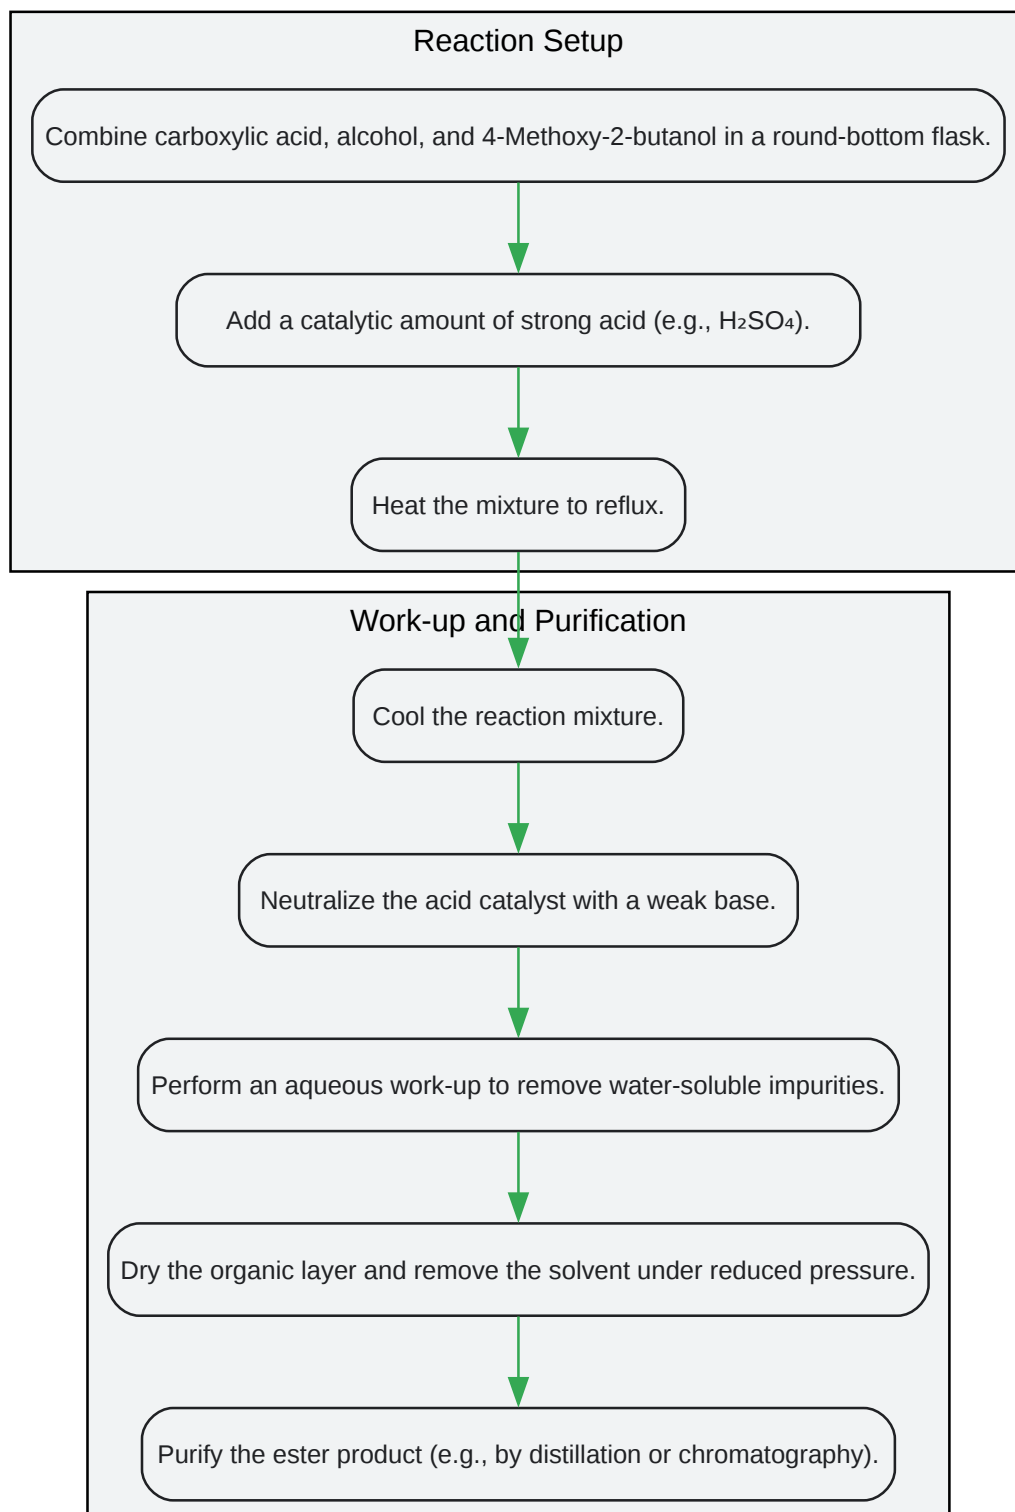 Reaction Setup
Combine carboxylic acid, alcohol, and 4-Methoxy-2-butanol in a round-bottom flask.
Add a catalytic amount of strong acid (e.g., H₂SO₄).
Heat the mixture to reflux.
Work-up and Purification
Cool the reaction mixture.
Neutralize the acid catalyst with a weak base.
Perform an aqueous work-up to remove water-soluble impurities.
Dry the organic layer and remove the solvent under reduced pressure.
Purify the ester product (e.g., by distillation or chromatography).